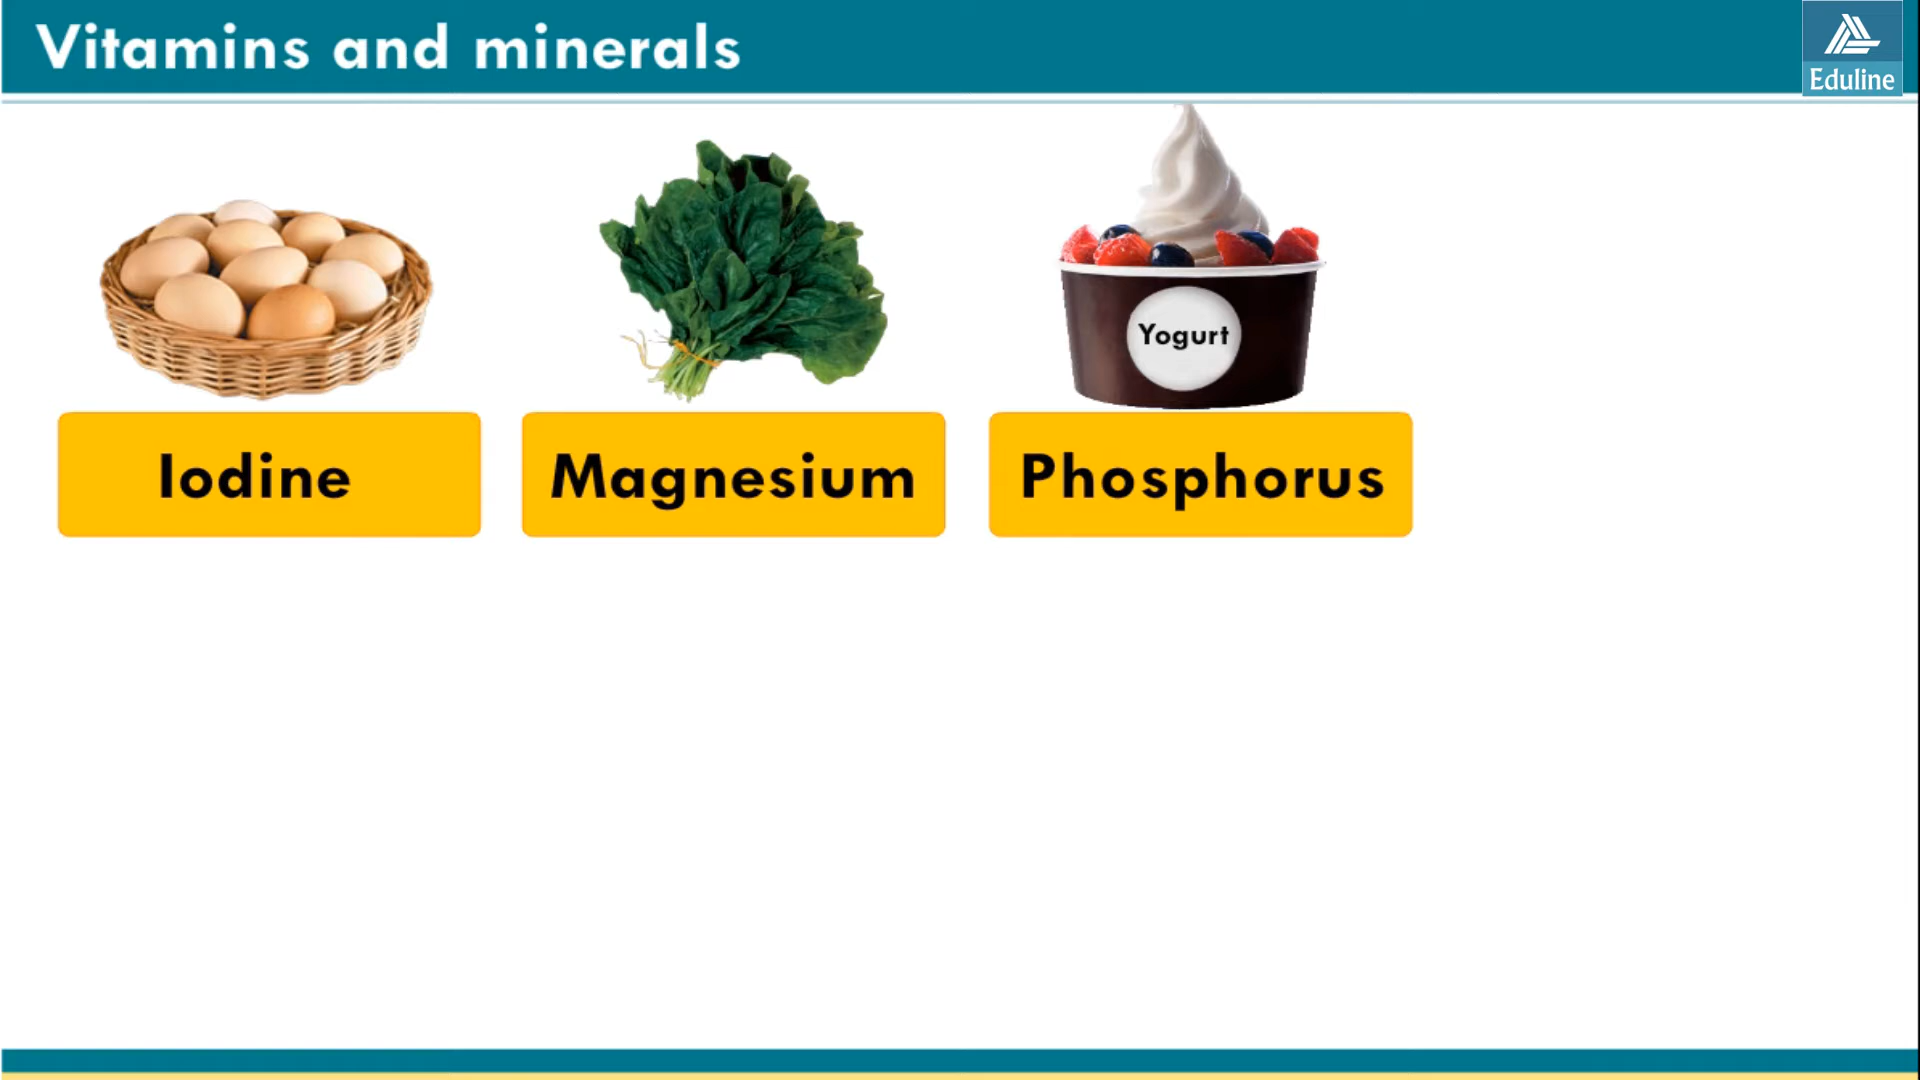 Vitamins and minerals
Eduline
Yogurt
Iodine
Magnesium
Phosphorus